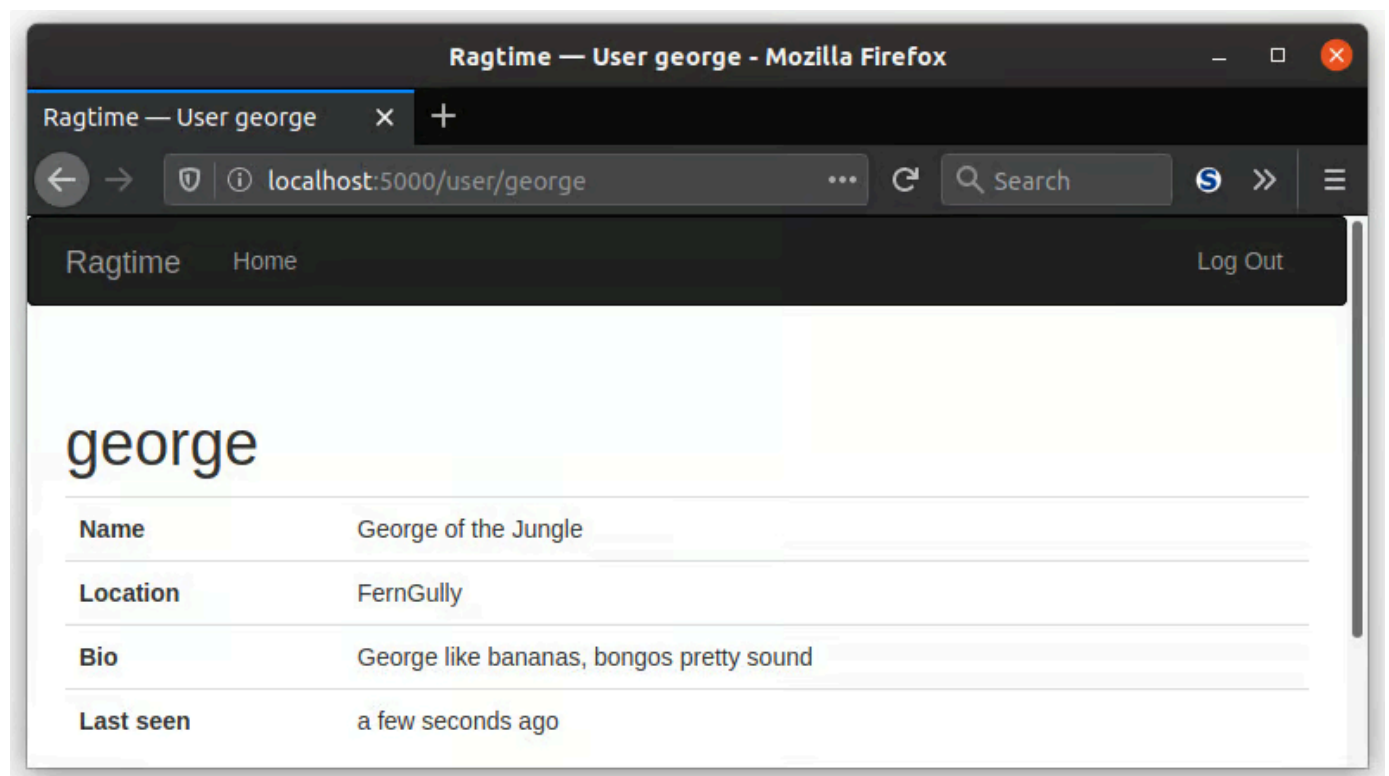 Ragtime — User george - Mozilla Firefox
Ragtime — User george
localhost:5000/user/george
Search
S
Ragtime Home Log Out
george
Name George of the Jungle
Location FernGully
Bio George like bananas, bongos pretty sound
Last seen a few seconds ago